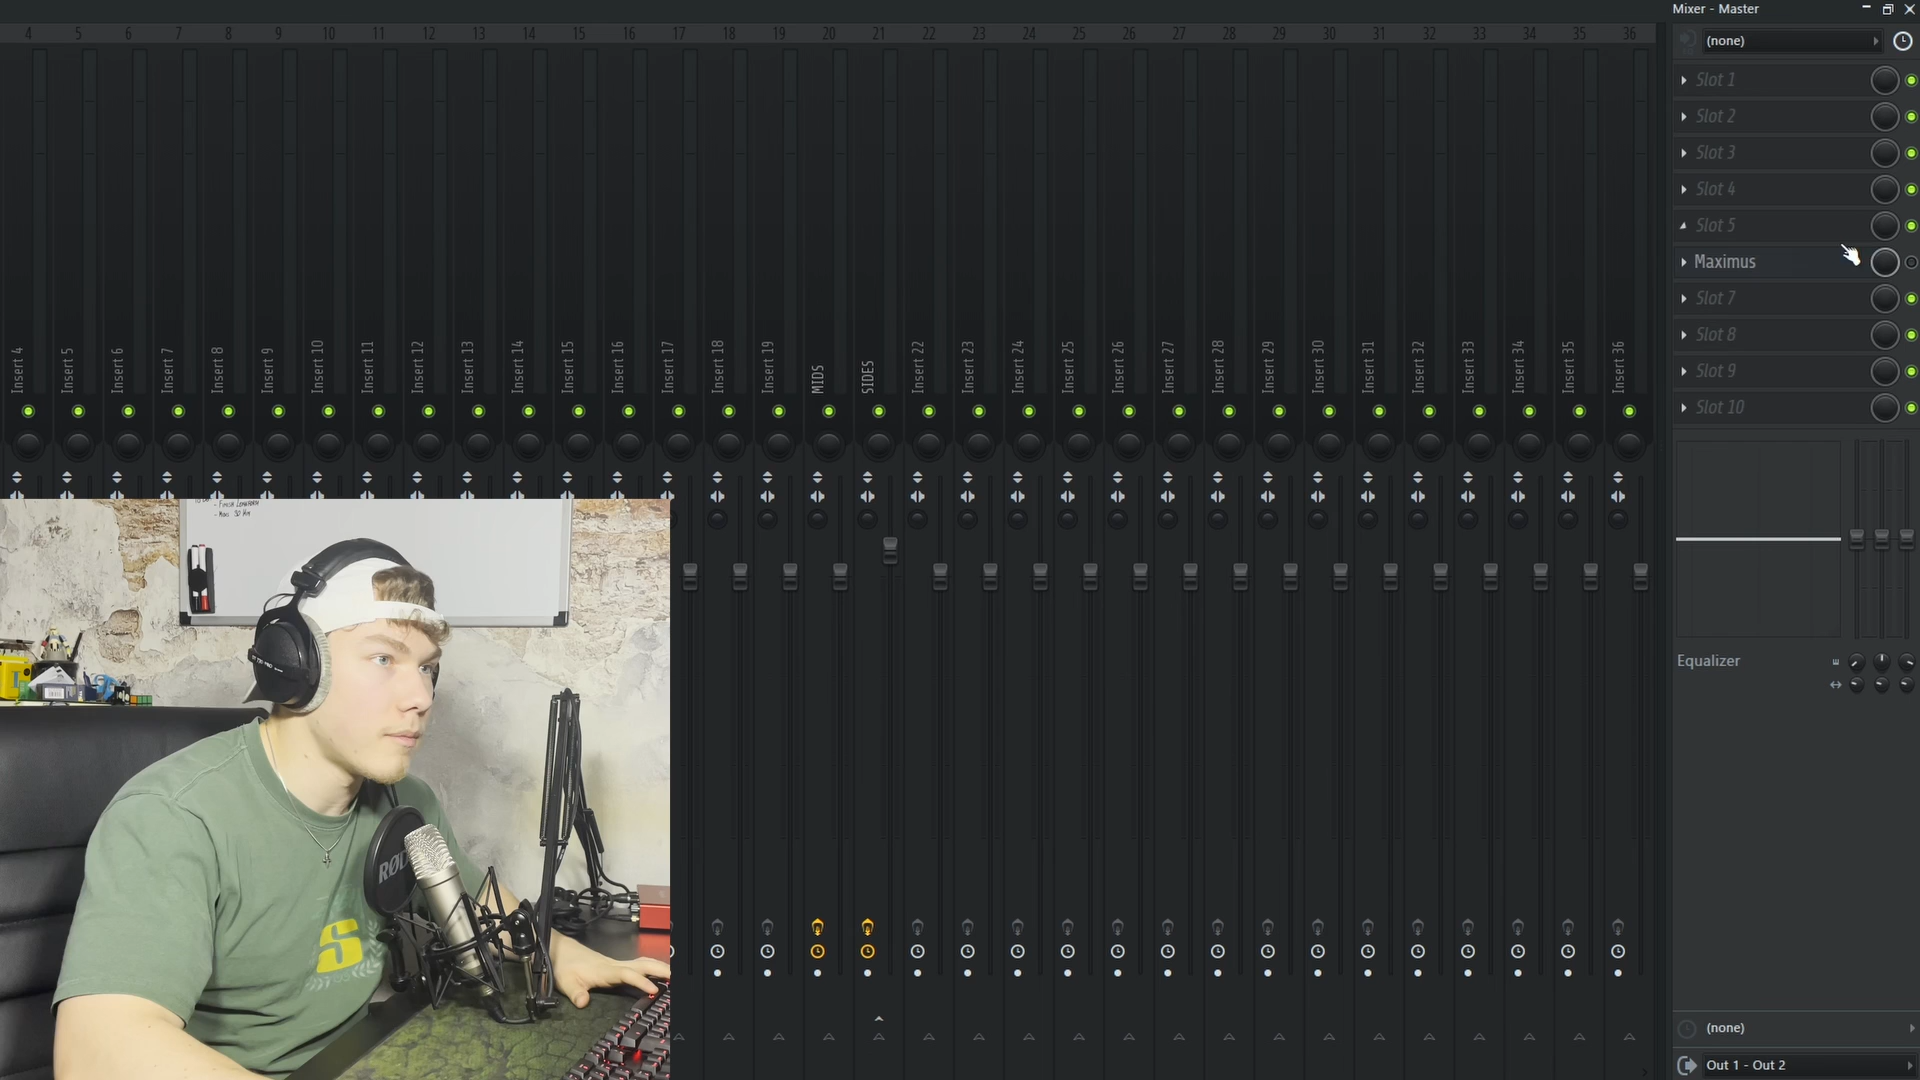 Mixer - Master
4 5 6 7 8 9 10 11 12 13 14 15 16 17 18 19 20 21 22 23 24 25 26 27 28 29 30 31 32 33 34 35 36
(none)
Slot 1
Slot 2
Slot 3
Slot 4
Slot 5
Maximus
Slot 7
Slot 8
Slot 9
Slot 10
Insert 4
Insert 5
Insert 6
Insert 7
Insert 8
Insert 9
Insert 10
Insert 11
Insert 12
Insert 13
Insert 14
Insert 15
Insert 16
Insert 17
Insert 18
Insert 19
MIDS
SIDES
Insert 22
Insert 23
Insert 24
Insert 25
Insert 26
Insert 27
Insert 28
Insert 29
Insert 30
Insert 31
Insert 32
Insert 33
Insert 34
Insert 35
Insert 36
Equalizer
RØD
S
(none)
Out 1 - Out 2